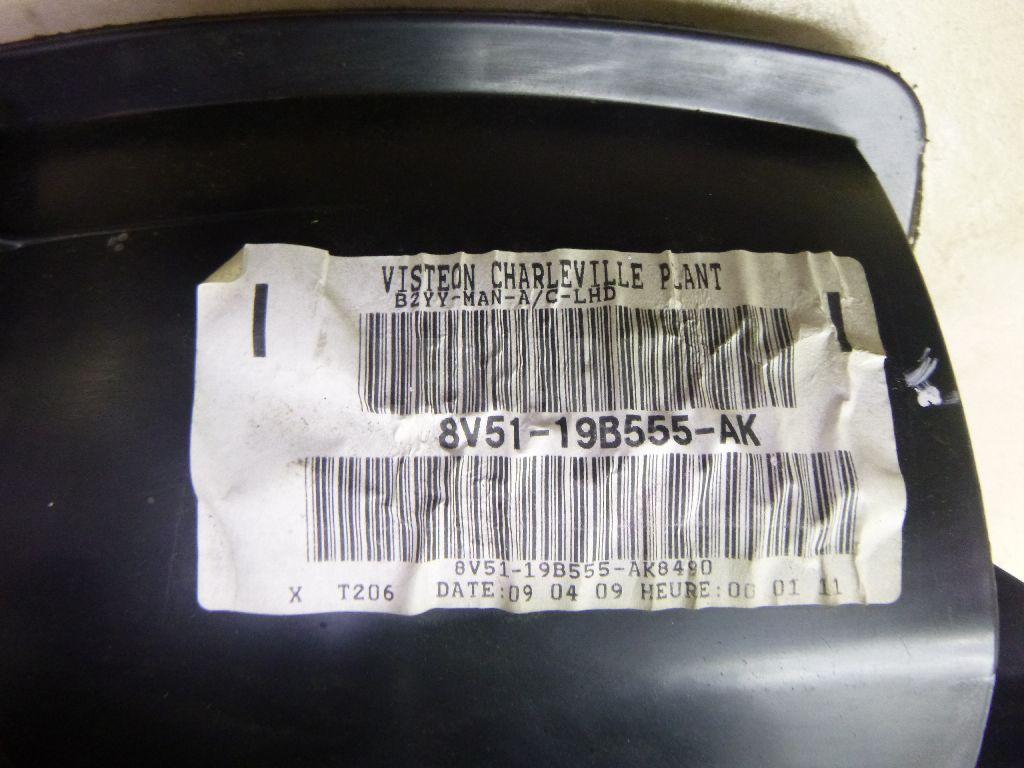 VISTEON CHARLEVILLE PLANT
B2YY-MAN-A/C-LHD
8V51-19B555-AK
8V51-19B555-AK8490
X T206 DATE:09 04 09 HEURE:06 01 11